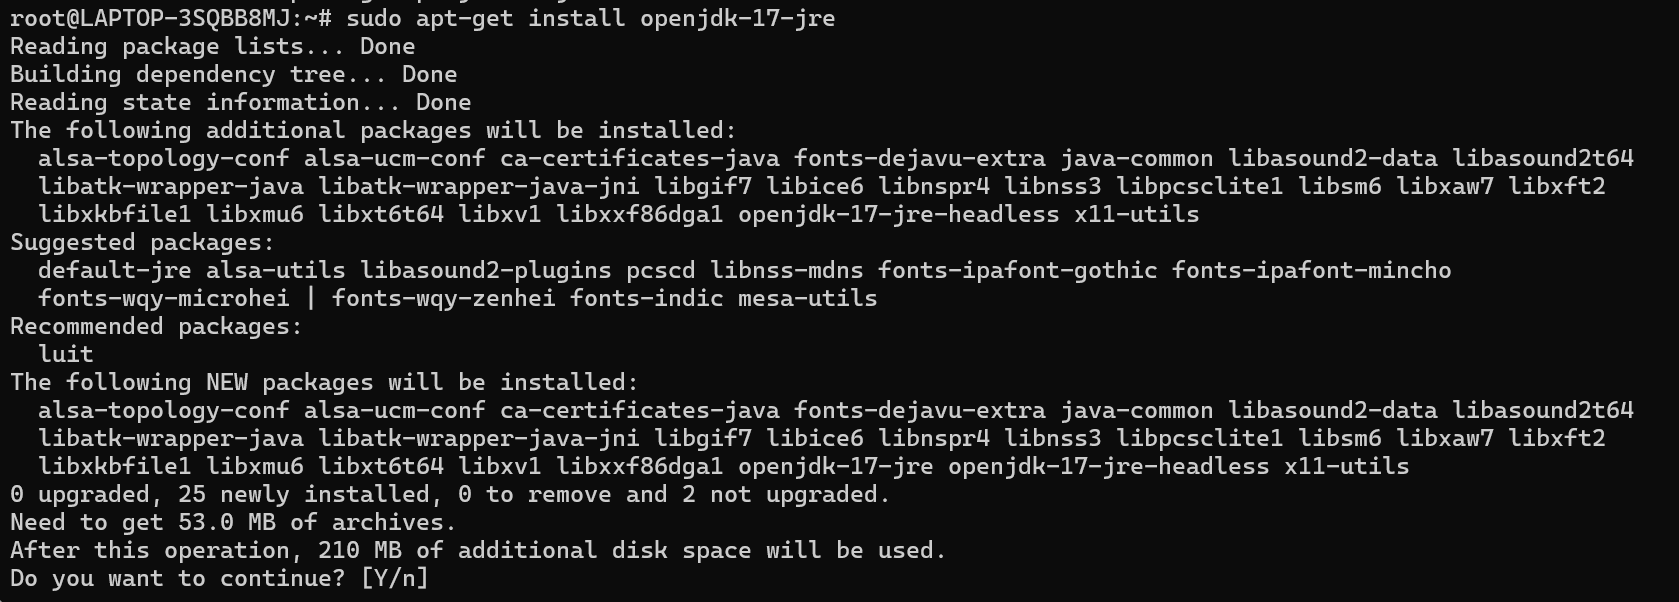 root@LAPTOP-3SQBB8MJ:~# sudo apt-get install openjdk-17-jre
Reading package lists... Done
Building dependency tree... Done
Reading state information... Done
The following additional packages will be installed:
  alsa-topology-conf alsa-ucm-conf ca-certificates-java fonts-dejavu-extra java-common libasound2-data libasound2t64
  libatk-wrapper-java libatk-wrapper-java-jni libgif7 libice6 libnspr4 libnss3 libpcsclite1 libsm6 libxaw7 libxft2
  libxkbfile1 libxmu6 libxt6t64 libxv1 libxxf86dga1 openjdk-17-jre-headless x11-utils
Suggested packages:
  default-jre alsa-utils libasound2-plugins pcscd libnss-mdns fonts-ipafont-gothic fonts-ipafont-mincho
  fonts-wqy-microhei | fonts-wqy-zenhei fonts-indic mesa-utils
Recommended packages:
  luit
The following NEW packages will be installed:
  alsa-topology-conf alsa-ucm-conf ca-certificates-java fonts-dejavu-extra java-common libasound2-data libasound2t64
  libatk-wrapper-java libatk-wrapper-java-jni libgif7 libice6 libnspr4 libnss3 libpcsclite1 libsm6 libxaw7 libxft2
  libxkbfile1 libxmu6 libxt6t64 libxv1 libxxf86dga1 openjdk-17-jre openjdk-17-jre-headless x11-utils
0 upgraded, 25 newly installed, 0 to remove and 2 not upgraded.
Need to get 53.0 MB of archives.
After this operation, 210 MB of additional disk space will be used.
Do you want to continue? [Y/n]